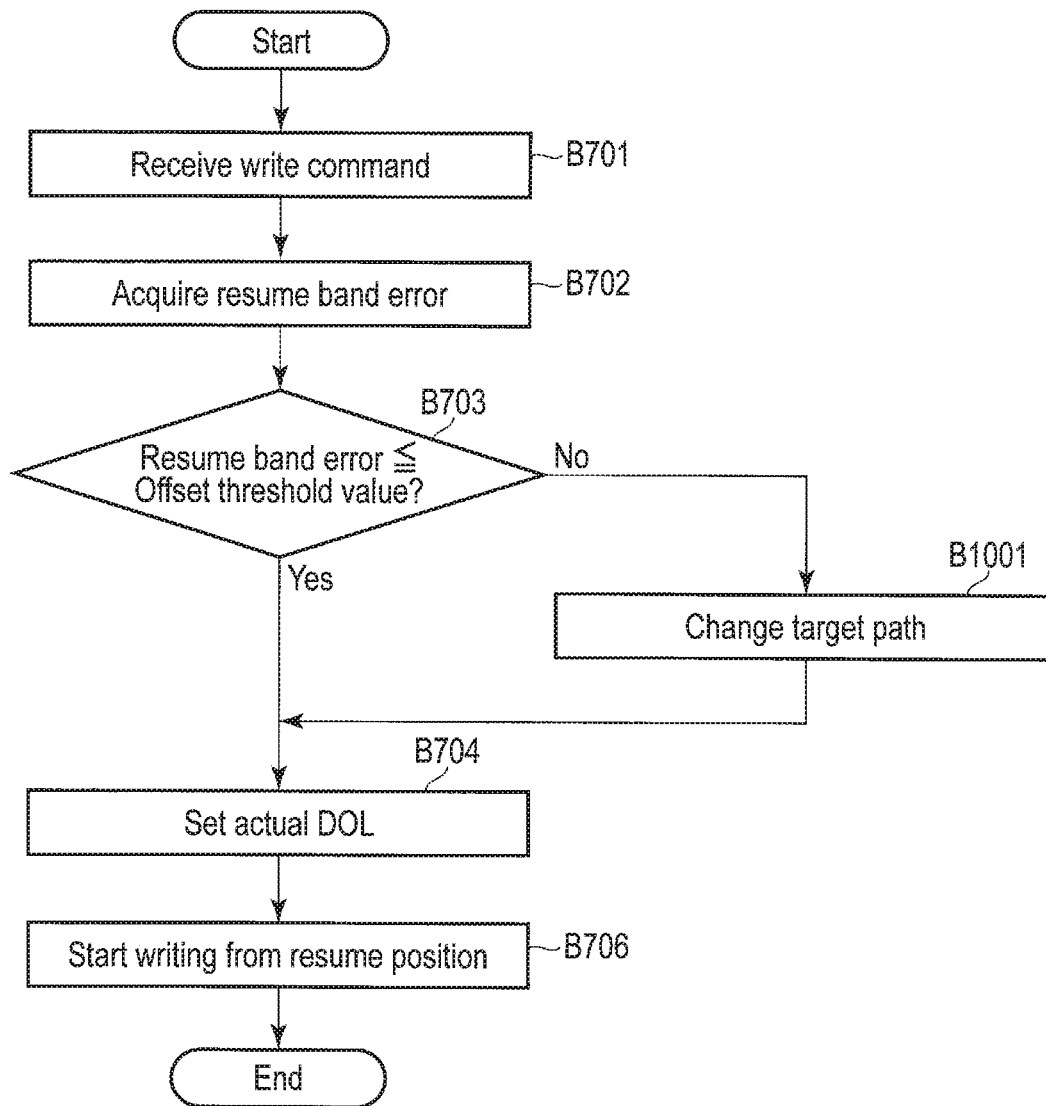 Start
Receive write command
B701
Acquire resume band error
B702
B703
Resume band error ≦
Offset threshold value?
No
Yes
B1001
Change target path
B704
Set actual DOL
Start writing from resume position
B706
End